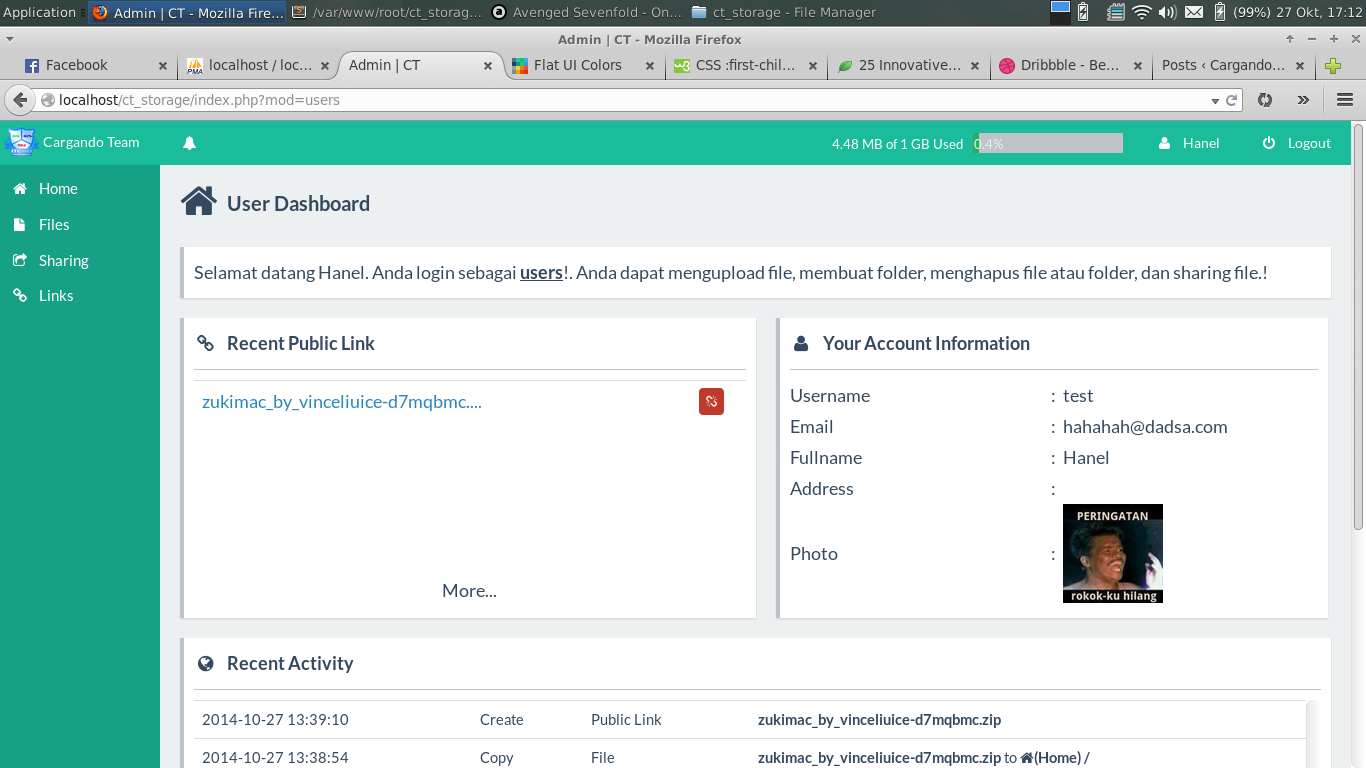 Application
Admin | CT - Mozilla Fire...
/var/www/root/ct_storag...
Avenged Sevenfold - On...
ct_storage - File Manager
(99%) 27 Okt, 17:12
Admin | CT - Mozilla Firefox
Facebook
localhost / loc...
Admin | CT
Flat UI Colors
CSS :first-chil...
25 Innovative...
Dribbble - Be...
Posts ‹ Cargando...
localhost/ct_storage/index.php?mod=users
Cargando Team
4.48 MB of 1 GB Used
0.4%
Hanel
Logout
Home
Files
Sharing
Links
User Dashboard
Selamat datang Hanel. Anda login sebagai users!. Anda dapat mengupload file, membuat folder, menghapus file atau folder, dan sharing file.!
Recent Public Link
zukimac_by_vinceliuice-d7mqbmc....
More...
Your Account Information
Username : test
Email : hahahah@dadsa.com
Fullname : Hanel
Address :
Photo :
PERINGATAN
rokok-ku hilang
Recent Activity
2014-10-27 13:39:10 Create Public Link zukimac_by_vinceliuice-d7mqbmc.zip
2014-10-27 13:38:54 Copy File zukimac_by_vinceliuice-d7mqbmc.zip to (Home) /